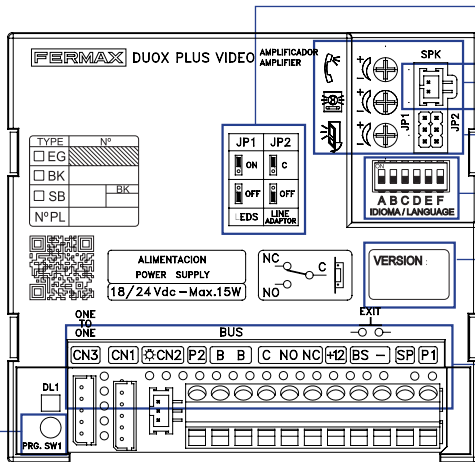 FERMAX DUOX PLUS VIDEO AMPLIFICADOR
AMPLIFIER
SPK
JP1
JP2
TYPE Nº
EG
BK
SB BK
NºPL
JP1 JP2
ON C
OFF OFF
LEDS LINE
ADAPTOR
ON
A B C D E F
IDIOMA / LANGUAGE
ALIMENTACION
POWER SUPPLY
18/24 Vdc - Max.15W
NC
C
NO
VERSION :
ONE
TO
ONE
BUS
EXIT
CN3 CN1 CN2 P2 B B C NO NC +12 BS - SP P1
DL1
PRG. SW1